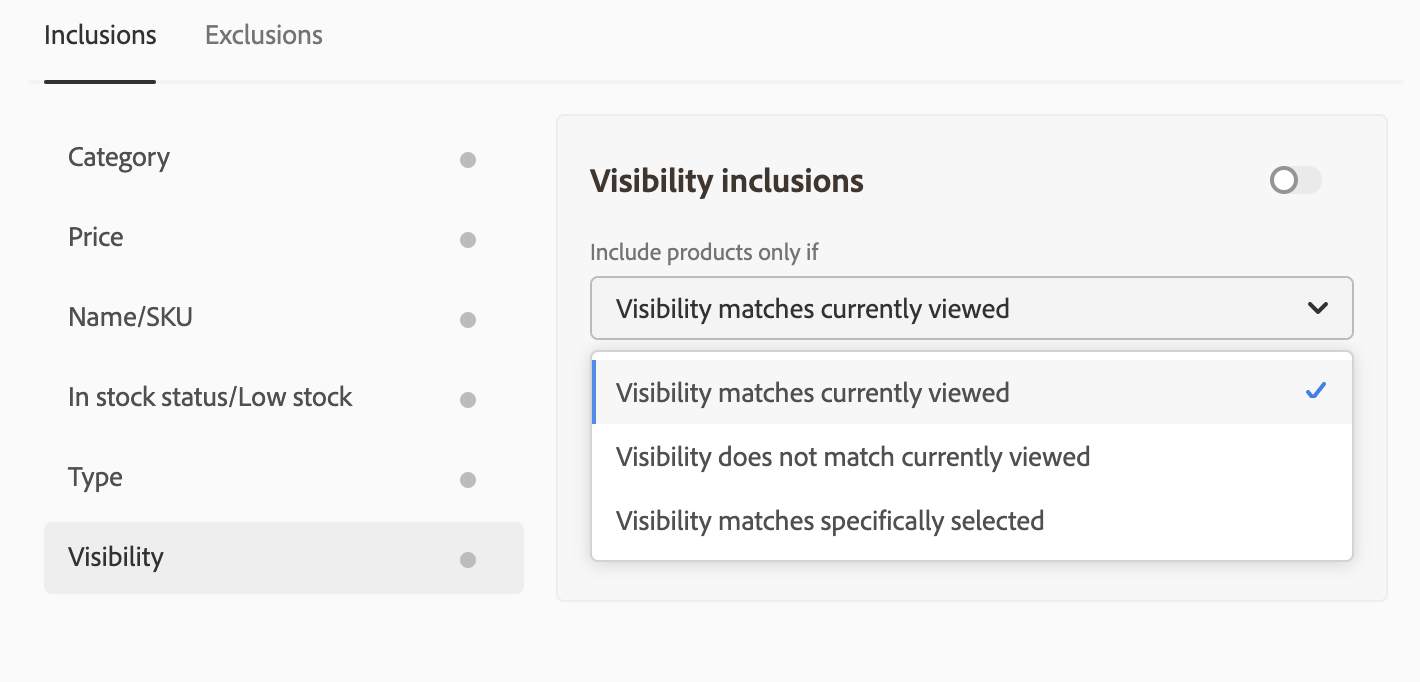 Inclusions Exclusions
Category
Price
Name/SKU
In stock status/Low stock
Type
Visibility
Visibility inclusions
Include products only if
Visibility matches currently viewed
Visibility matches currently viewed
Visibility does not match currently viewed
Visibility matches specifically selected